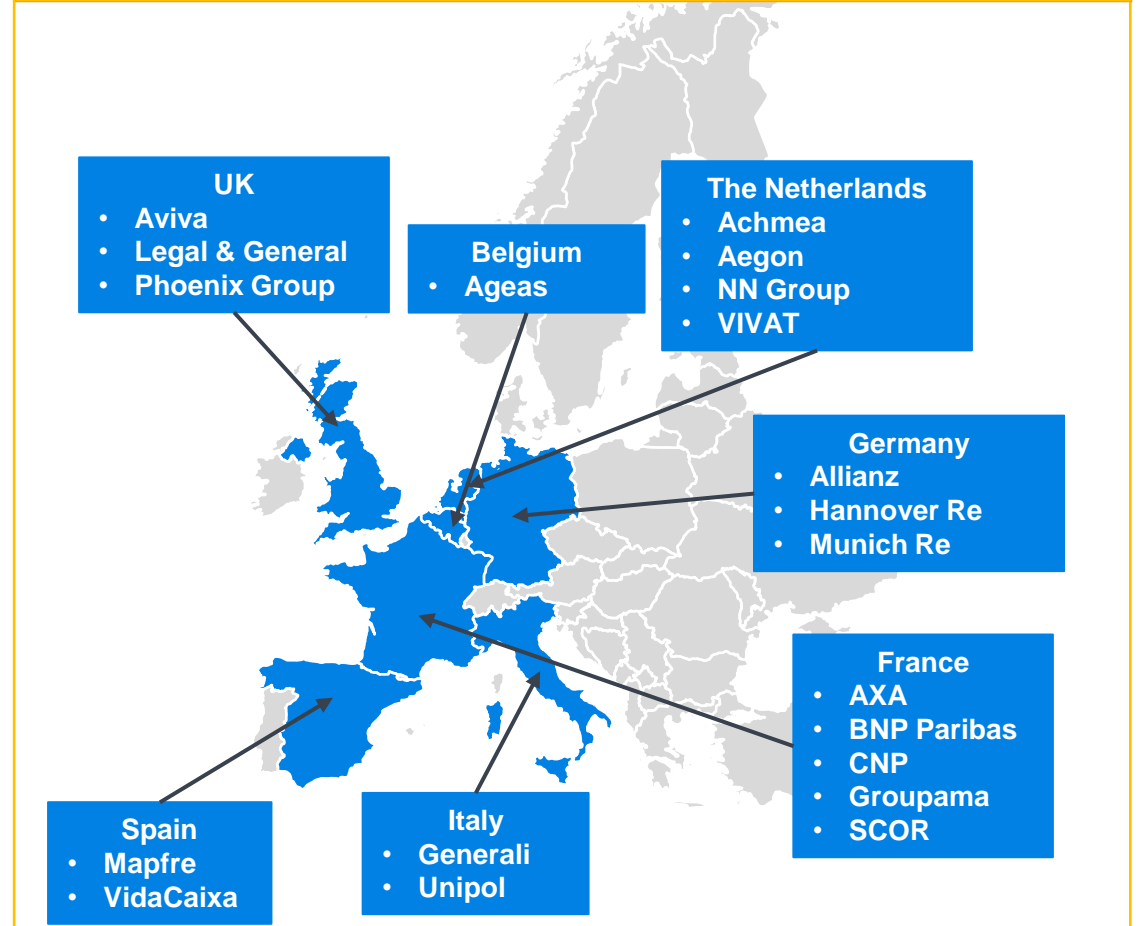 UK
• Aviva
• Legal & General
• Phoenix Group
Belgium
• Ageas
The Netherlands
• Achmea
• Aegon
• NN Group
• VIVAT
Germany
• Allianz
• Hannover Re
• Munich Re
France
• AXA
• BNP Paribas
• CNP
• Groupama
• SCOR
Italy
• Generali
• Unipol
Spain
• Mapfre
• VidaCaixa